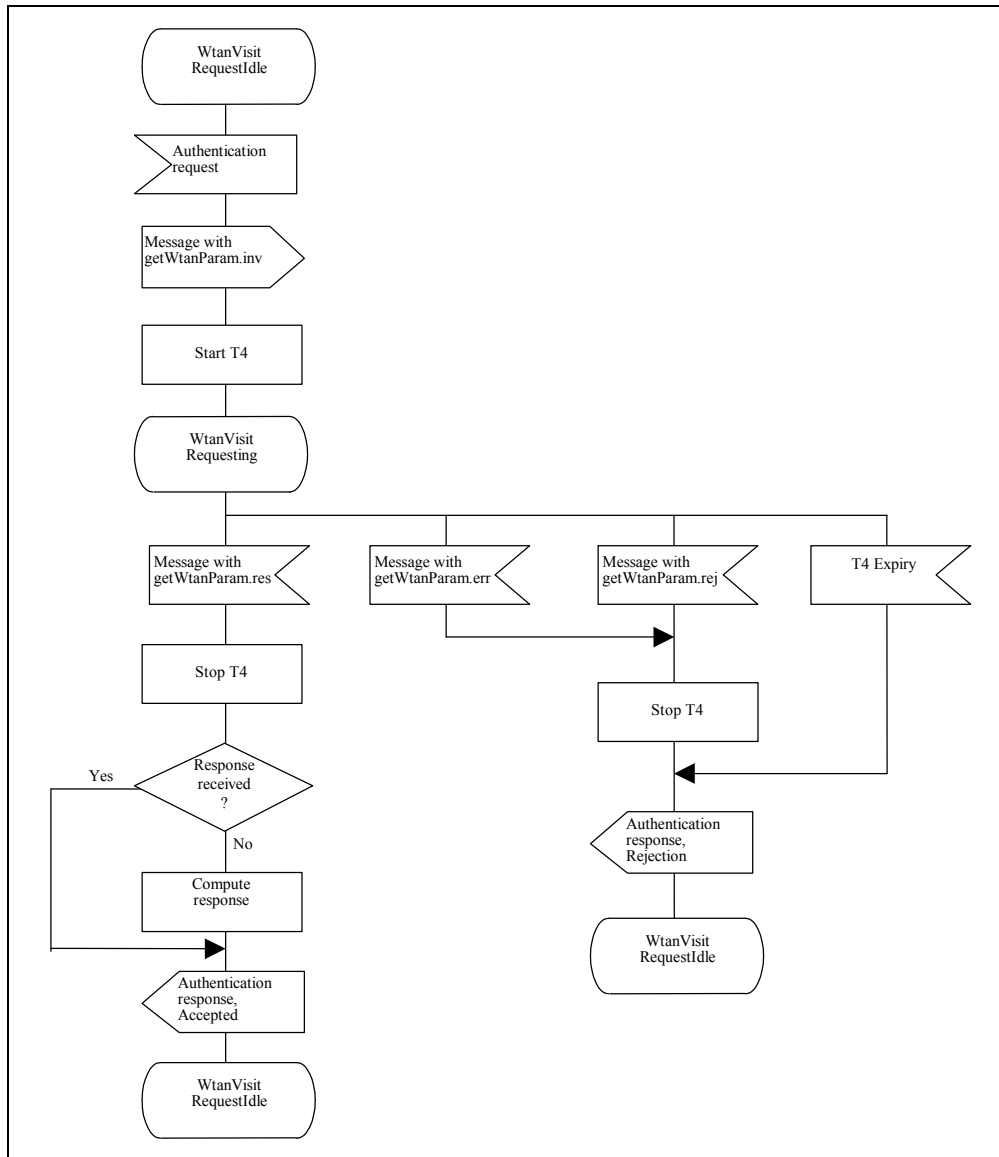 WtanVisit
RequestIdle
Authentication
request
Message with
getWtanParam.inv
Start T4
WtanVisit
Requesting
Message with
getWtanParam.res
Message with
getWtanParam.err
Message with
getWtanParam.rej
T4 Expiry
Stop T4
Stop T4
Yes
Response
received
?
No
Authentication
response,
Rejection
Compute
response
WtanVisit
RequestIdle
Authentication
response,
Accepted
WtanVisit
RequestIdle